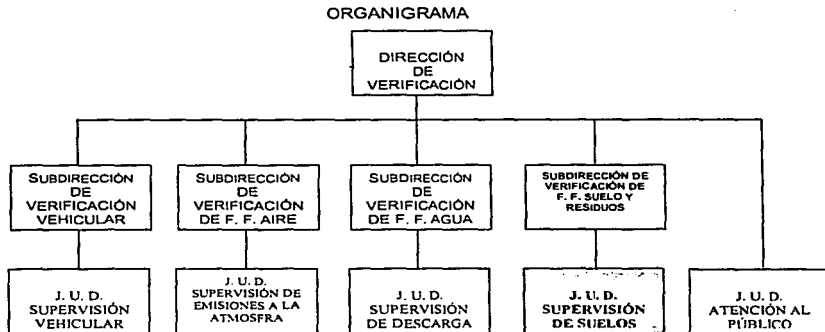 ORGANIGRAMA
DIRECCIÓN
DE
VERIFICACIÓN
SUBDIRECCIÓN
DE
VERIFICACIÓN
VEHICULAR
SUBDIRECCIÓN
DE
VERIFICACIÓN
DE F. F. AIRE
SUBDIRECCIÓN
DE
VERIFICACIÓN
DE F. F. AGUA
SUBDIRECCIÓN DE
VERIFICACIÓN DE
F. F. SUELO Y
RESIDUOS
J. U. D.
SUPERVISIÓN
VEHICULAR
J. U. D.
SUPERVISIÓN DE
EMISIONES A LA
ATMOSFRA
J. U. D.
SUPERVISIÓN
DE DESCARGA
J. U. D.
SUPERVISIÓN
DE SUELOS
J. U. D.
ATENCIÓN AL
PÚBLICO